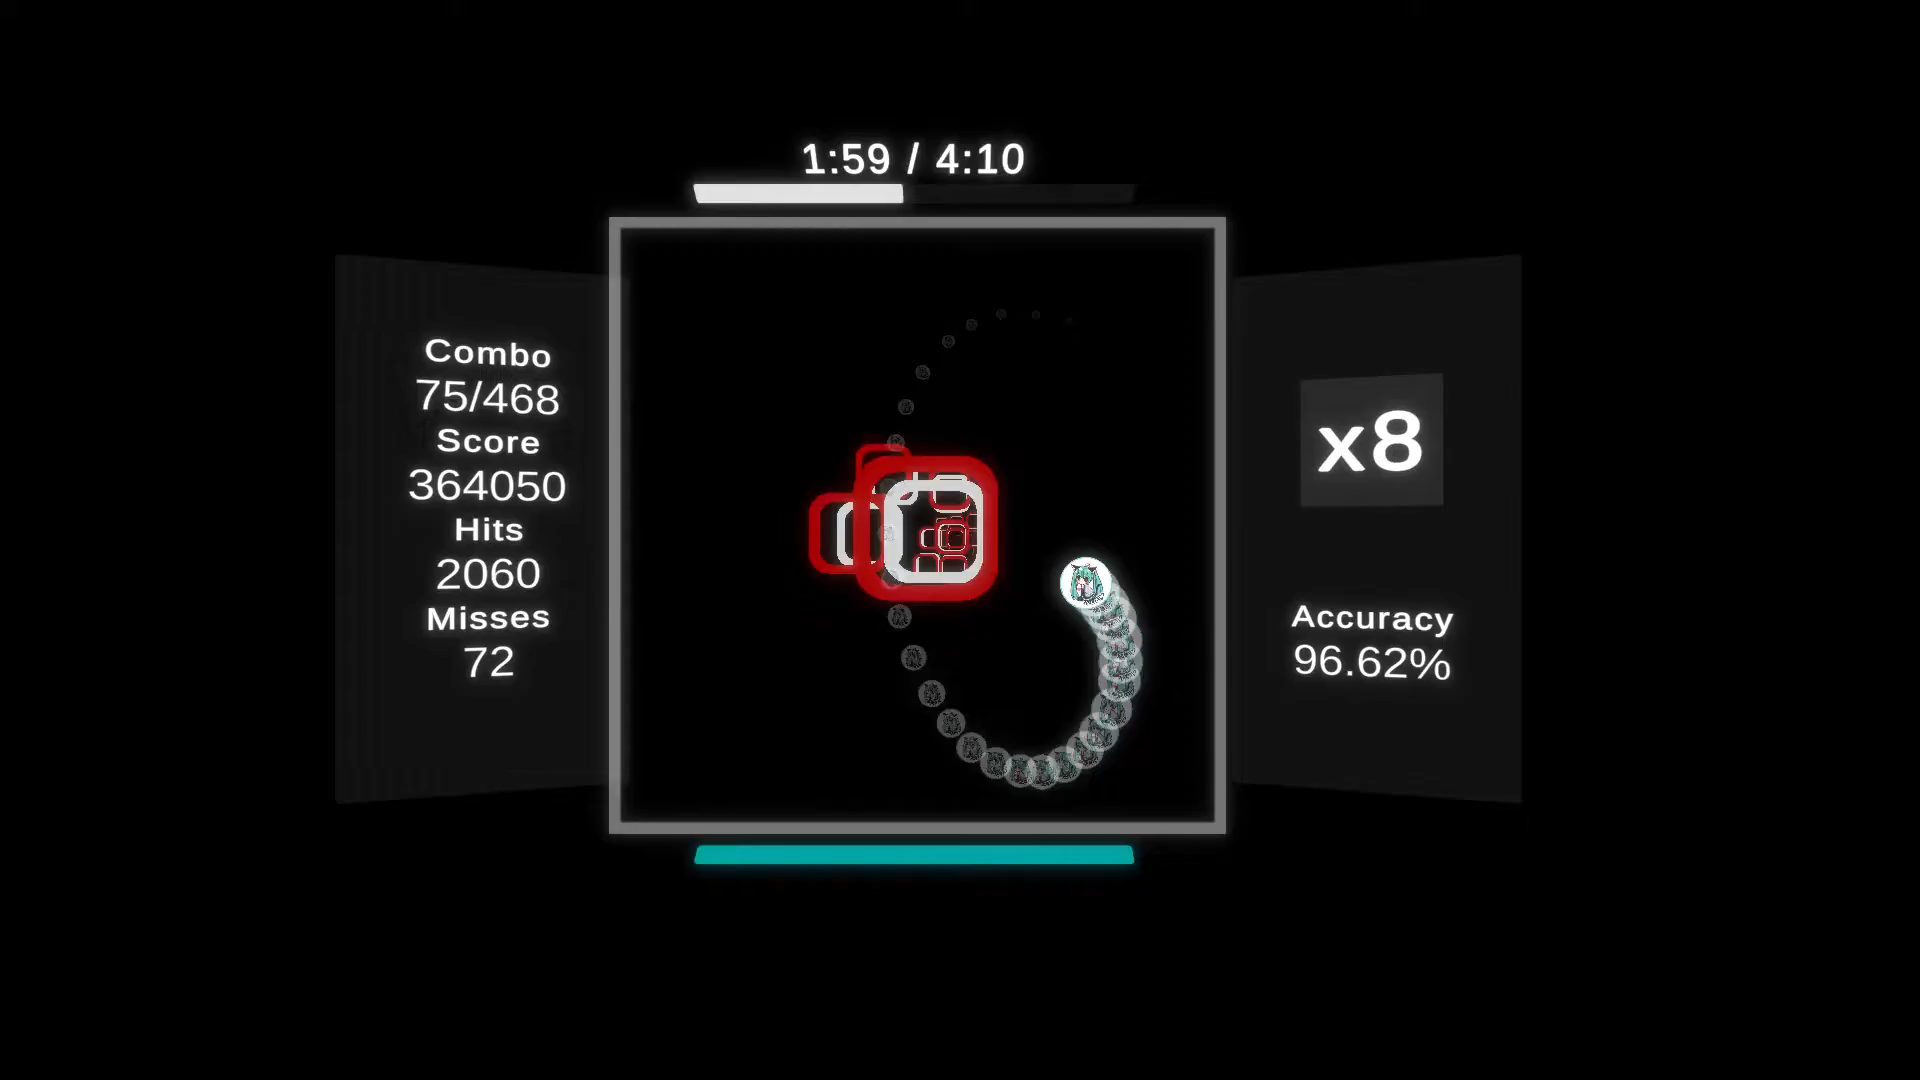 1:59 / 4:10
Combo
75/468
Score
364050
Hits
2060
Misses
72
x8
Accuracy
96.62%